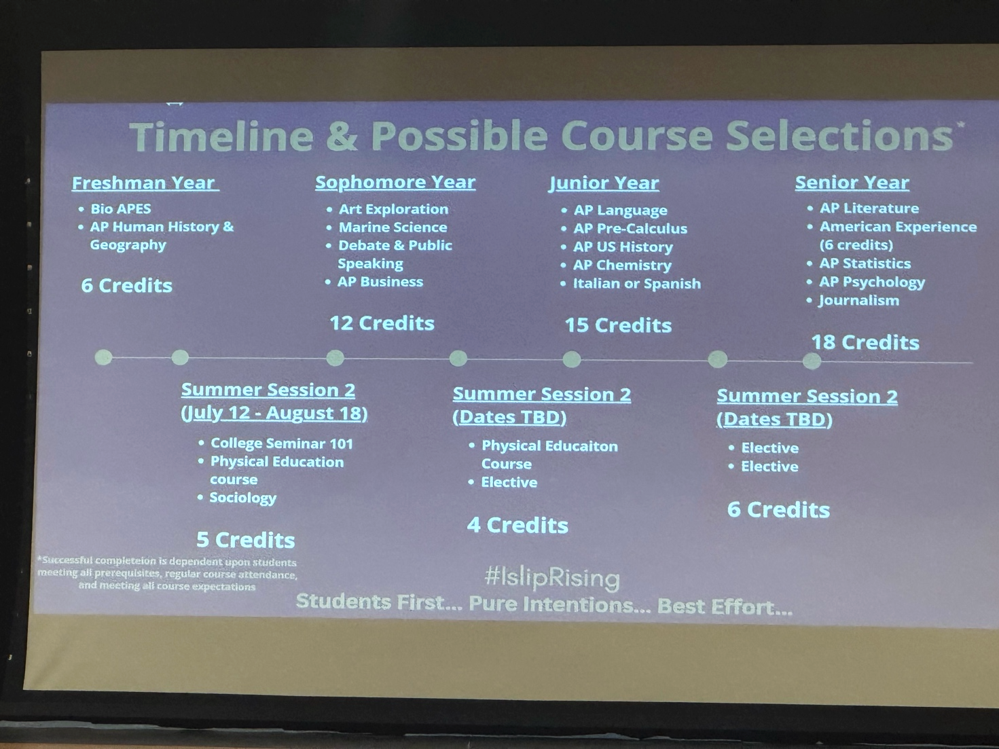 Timeline & Possible Course Selections*
Freshman Year
• Bio APES
• AP Human History &
Geography
6 Credits
Sophomore Year
• Art Exploration
• Marine Science
• Debate & Public
Speaking
• AP Business
12 Credits
Junior Year
• AP Language
• AP Pre-Calculus
• AP US History
• AP Chemistry
• Italian or Spanish
15 Credits
Senior Year
• AP Literature
• American Experience
(6 credits)
• AP Statistics
• AP Psychology
• Journalism
18 Credits
Summer Session 2
(July 12 - August 18)
• College Seminar 101
• Physical Education
course
• Sociology
5 Credits
Summer Session 2
(Dates TBD)
• Physical Educaiton
Course
• Elective
4 Credits
Summer Session 2
(Dates TBD)
• Elective
• Elective
6 Credits
*Successful completeion is dependent upon students
meeting all prerequisites, regular course attendance,
and meeting all course expectations
#IslipRising
Students First... Pure Intentions... Best Effort...